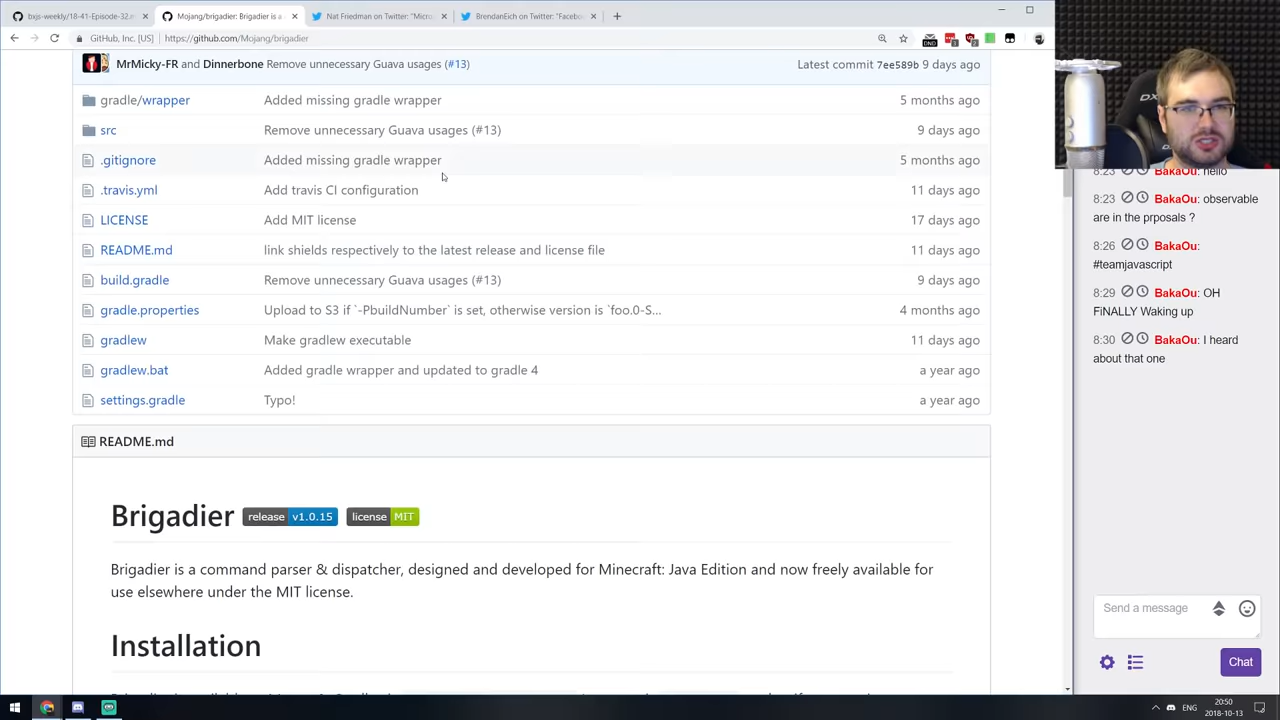 bxjs-weekly/18-41-Episode-32.m
Mojang/brigadier: Brigadier is a
Nat Friedman on Twitter: "Micro
BrendanEich on Twitter: "Faceb
GitHub, Inc. [US]
https://github.com/Mojang/brigadier
MrMicky-FR and Dinnerbone Remove unnecessary Guava usages (#13)
Latest commit 7ee589b 9 days ago
gradle/wrapper Added missing gradle wrapper 5 months ago
src Remove unnecessary Guava usages (#13) 9 days ago
.gitignore Added missing gradle wrapper 5 months ago
.travis.yml Add travis CI configuration 11 days ago
LICENSE Add MIT license 17 days ago
README.md link shields respectively to the latest release and license file 11 days ago
build.gradle Remove unnecessary Guava usages (#13) 9 days ago
gradle.properties Upload to S3 if `-PbuildNumber` is set, otherwise version is `foo.0-S... 4 months ago
gradlew Make gradlew executable 11 days ago
gradlew.bat Added gradle wrapper and updated to gradle 4 a year ago
settings.gradle Typo! a year ago
README.md
Brigadier release v1.0.15 license MIT
Brigadier is a command parser & dispatcher, designed and developed for Minecraft: Java Edition and now freely available for
use elsewhere under the MIT license.
Installation
8:23 BakaOu: hello
8:23 BakaOu: observable
are in the prposals ?
8:26 BakaOu:
#teamjavascript
8:29 BakaOu: OH
FiNALLY Waking up
8:30 BakaOu: I heard
about that one
Send a message
Chat
ENG
20:50
2018-10-13